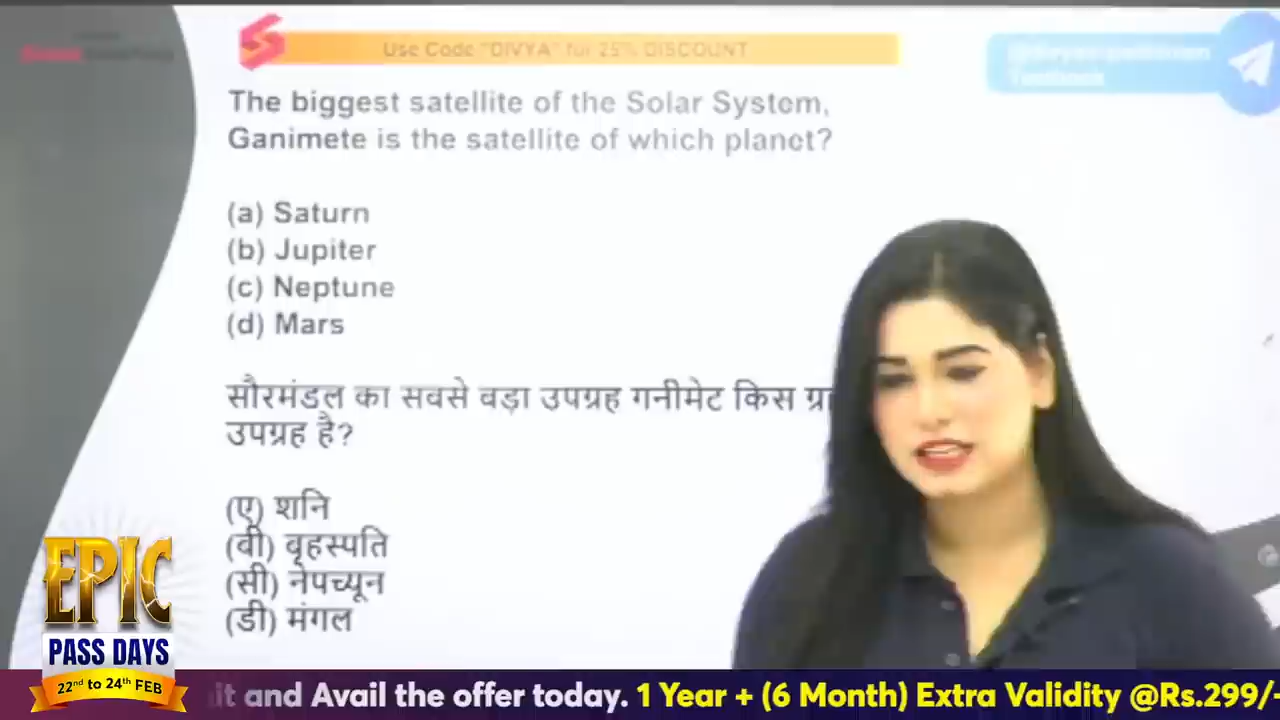 Use Code "DIVYA" for 25% DISCOUNT
The biggest satellite of the Solar System,
Ganimete is the satellite of which planet?
(a) Saturn
(b) Jupiter
(c) Neptune
(d) Mars
सौरमंडल का सबसे बड़ा उपग्रह गनीमेट किस
उपग्रह है?
(ए) शनि
(बी) बृहस्पति
(सी) नेपच्यून
(डी) मंगल
EPIC
PASS DAYS
22nd to 24th FEB
and Avail the offer today. 1 Year + (6 Month) Extra Validity @Rs.299/-